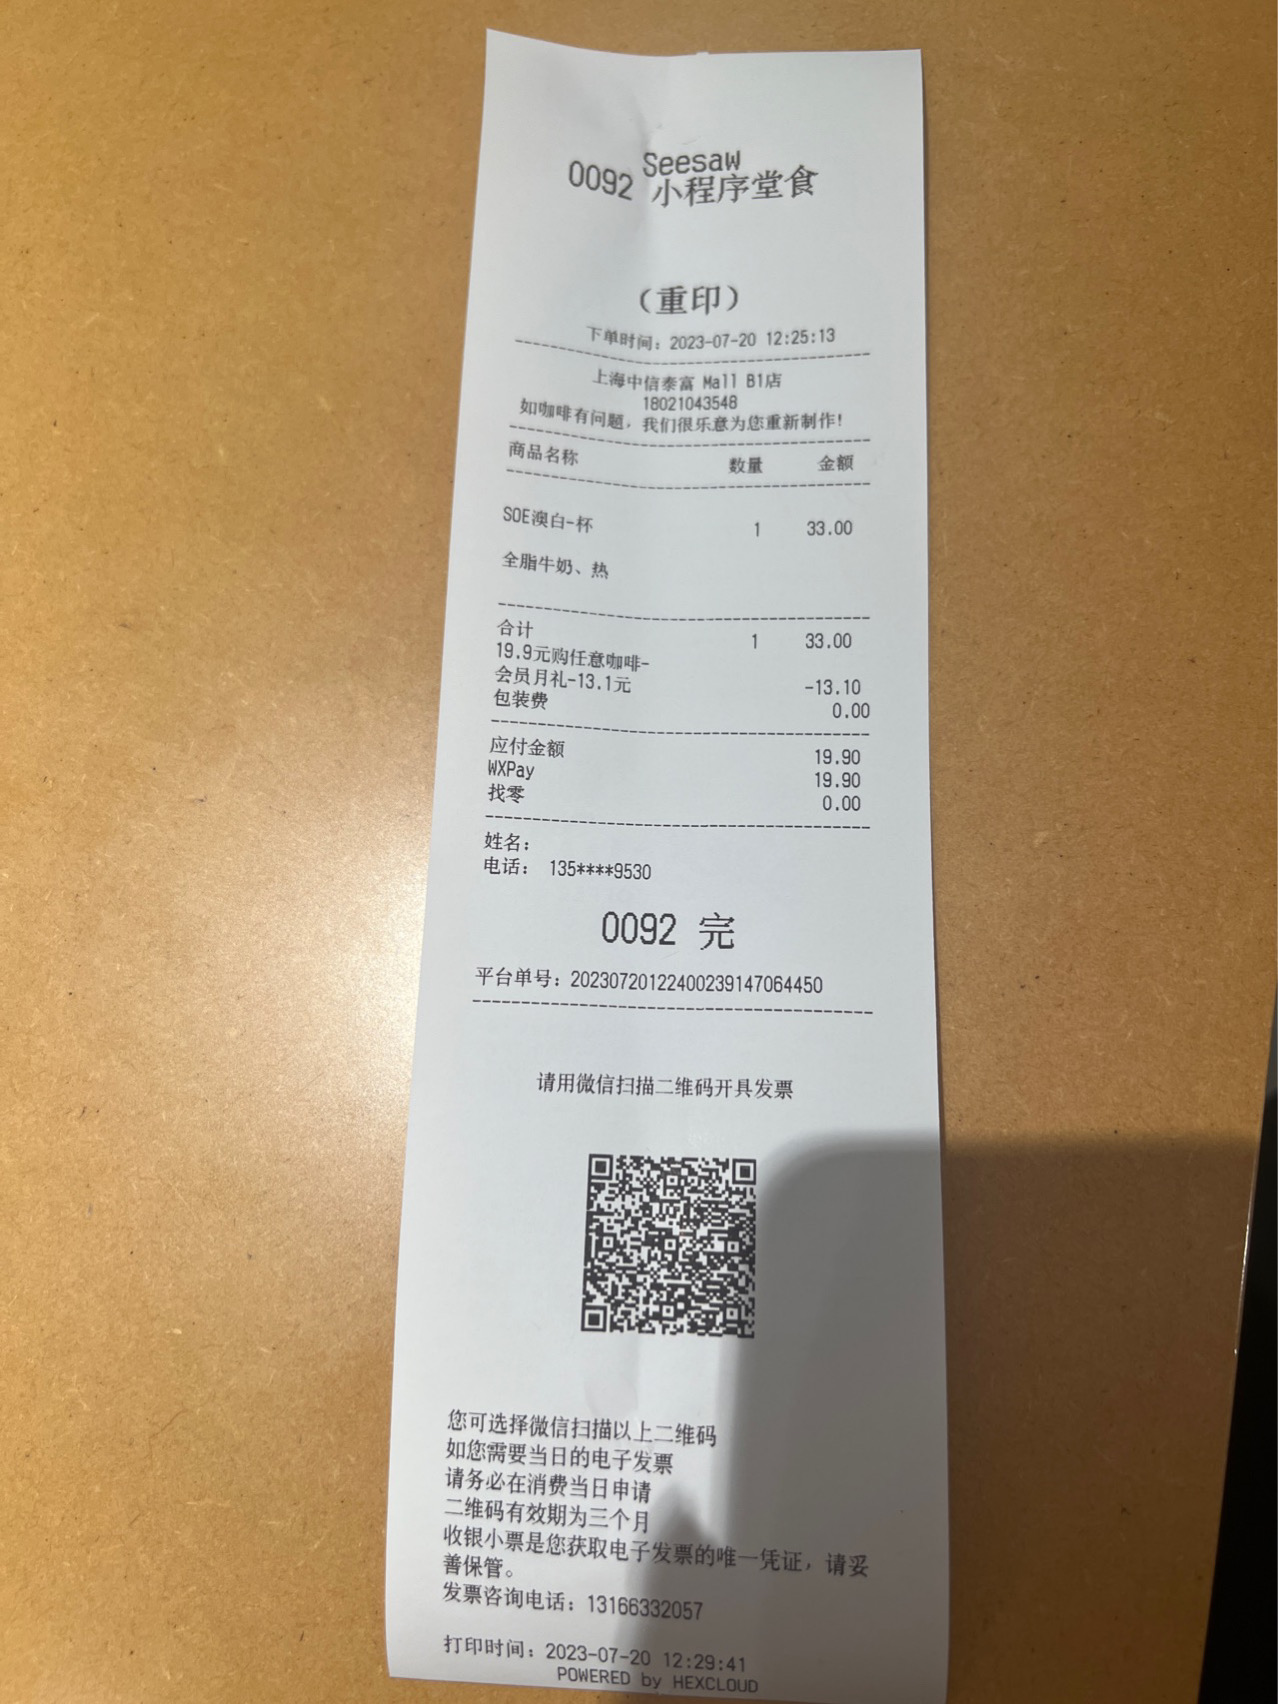 Seesaw
0092 小程序堂食
（重印）
下单时间：2023-07-20 12:25:13
上海中信泰富 Mall B1店
18021043548
如咖啡有问题，我们很乐意为您重新制作!
商品名称 数量 金额
SOE澳白-杯 1 33.00
全脂牛奶、热
合计 1 33.00
19.9元购任意咖啡-
会员月礼-13.1元 -13.10
包装费 0.00
应付金额 19.90
WXPay 19.90
找零 0.00
姓名：
电话： 135****9530
0092 完
平台单号：20230720122400239147064450
请用微信扫描二维码开具发票
您可选择微信扫描以上二维码
如您需要当日的电子发票
请务必在消费当日申请
二维码有效期为三个月
收银小票是您获取电子发票的唯一凭证，请妥
善保管。
发票咨询电话：13166332057
打印时间：2023-07-20 12:29:41
POWERED by HEXCLOUD